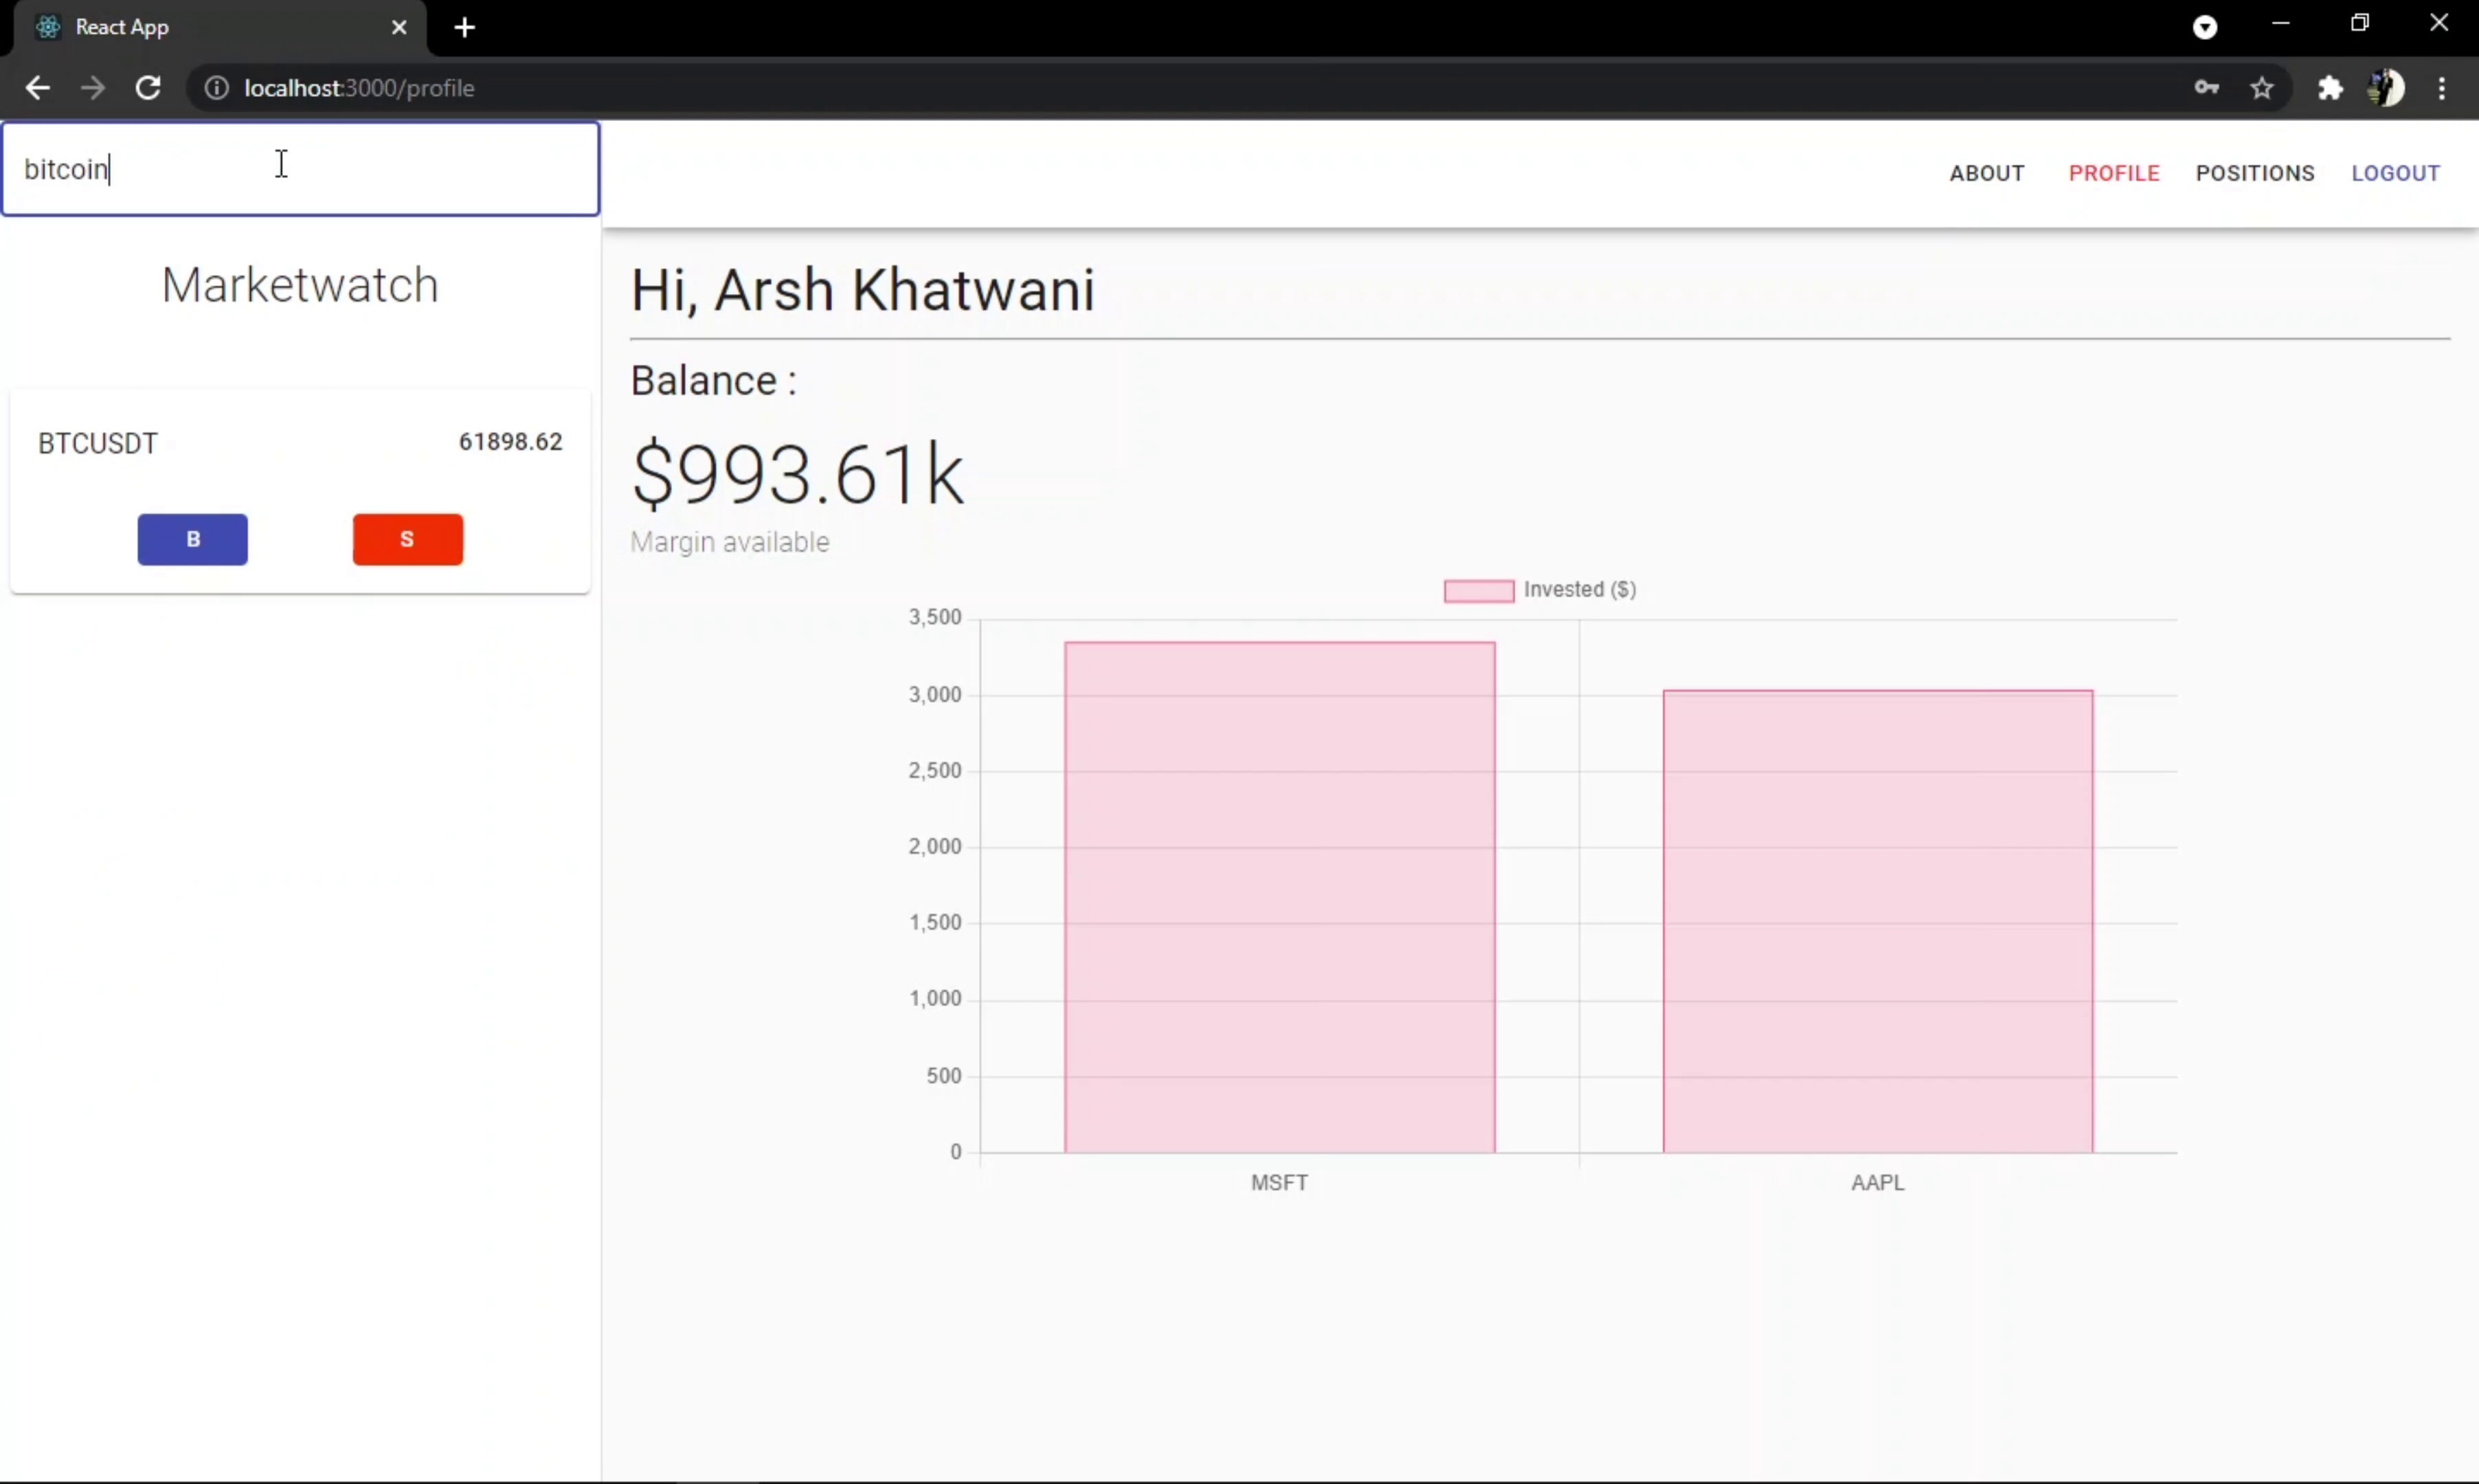 React App
localhost:3000/profile
bitcoin
ABOUT PROFILE POSITIONS LOGOUT
Marketwatch
BTCUSDT 61898.62
B S
Hi, Arsh Khatwani
Balance :
$993.61k
Margin available
Invested ($)
3,500
3,000
2,500
2,000
1,500
1,000
500
0
MSFT AAPL